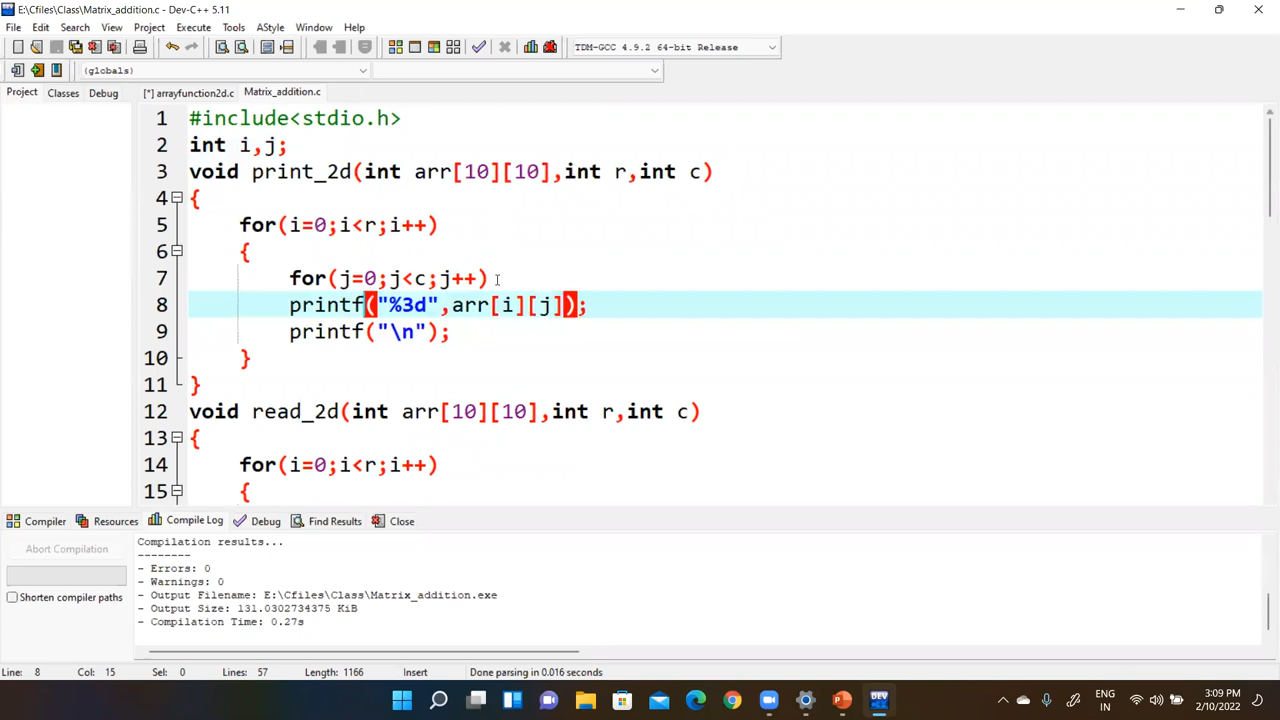 E:\Cfiles\Class\Matrix_addition.c - Dev-C++ 5.11
File Edit Search View Project Execute Tools AStyle Window Help
TDM-GCC 4.9.2 64-bit Release
(globals)
Project Classes Debug [*] arrayfunction2d.c Matrix_addition.c
1 #include<stdio.h>
2 int i,j;
3 void print_2d(int arr[10][10],int r,int c)
4 {
5 for(i=0;i<r;i++)
6 {
7 for(j=0;j<c;j++)
8 printf("%3d",arr[i][j]);
9 printf("\n");
10 }
11 }
12 void read_2d(int arr[10][10],int r,int c)
13 {
14 for(i=0;i<r;i++)
15 {
Compiler Resources Compile Log Debug Find Results Close
Abort Compilation
Shorten compiler paths
Compilation results...
--------
- Errors: 0
- Warnings: 0
- Output Filename: E:\Cfiles\Class\Matrix_addition.exe
- Output Size: 131.0302734375 KiB
- Compilation Time: 0.27s
Line: 8 Col: 15 Sel: 0 Lines: 57 Length: 1166 Insert Done parsing in 0.016 seconds
DEV
ENG
IN
3:09 PM
2/10/2022